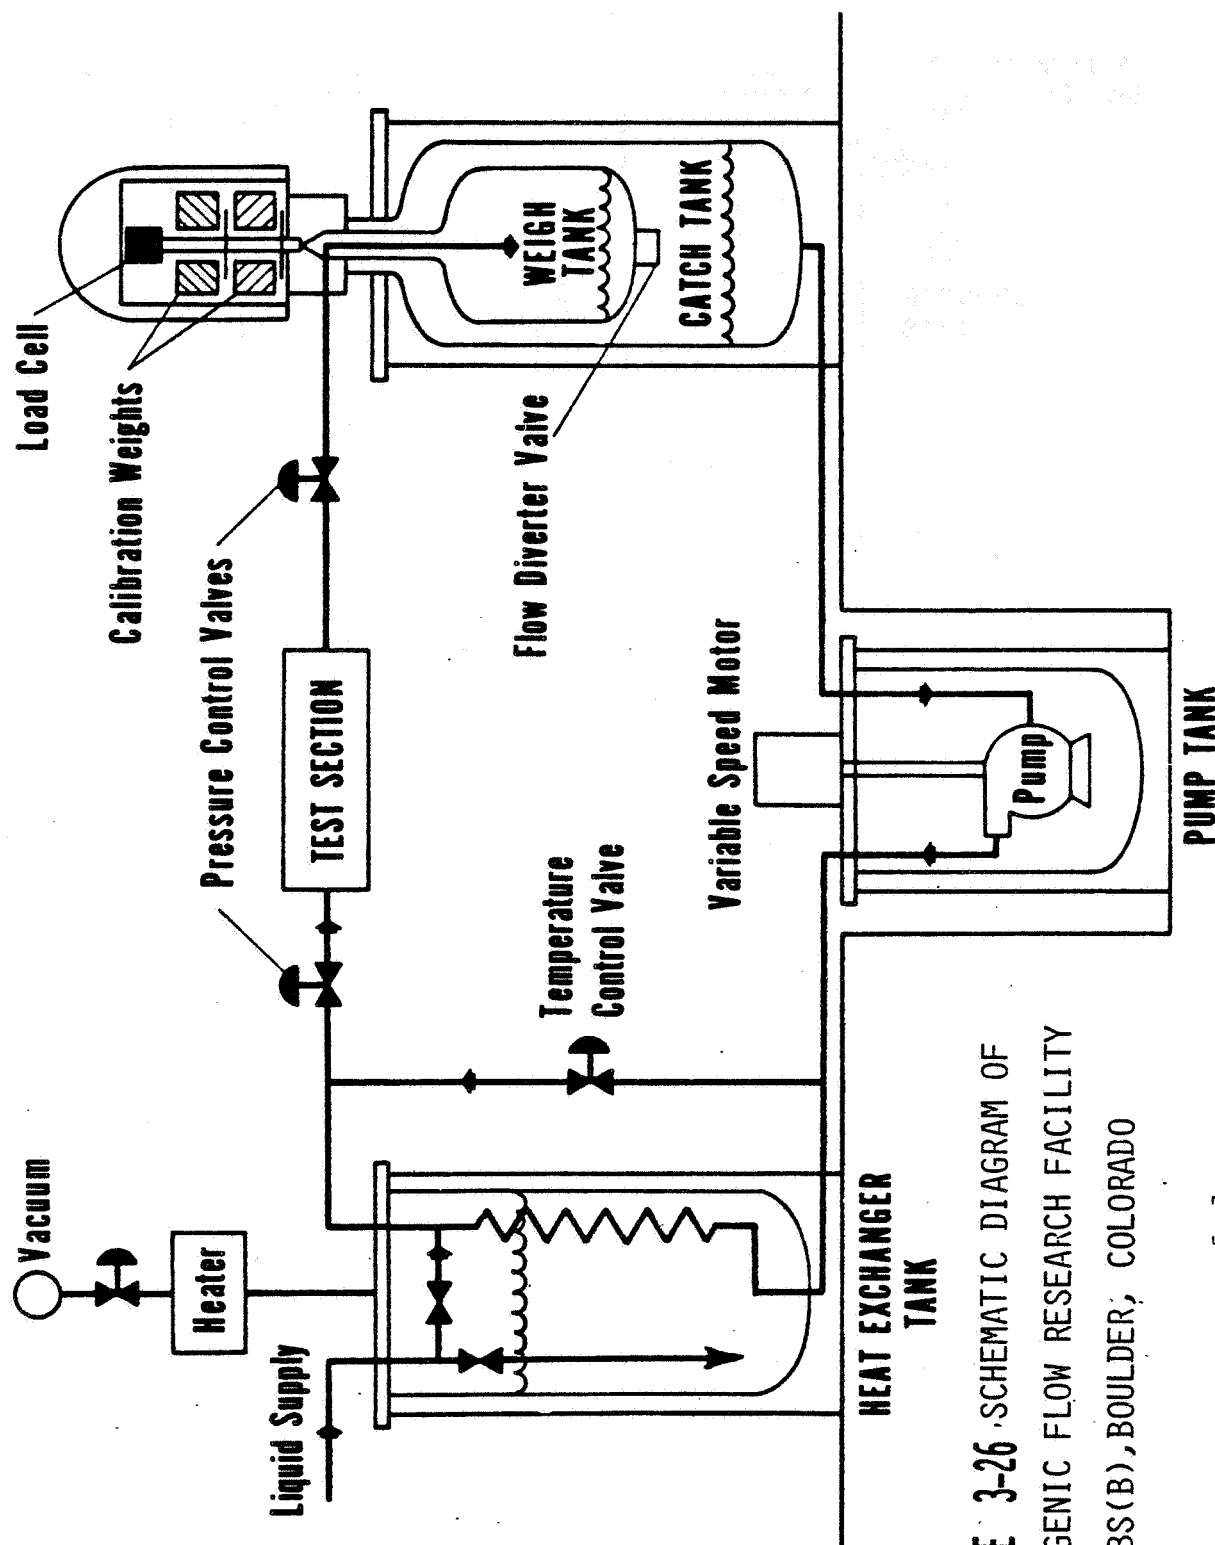 Vacuum
Heater
Liquid Supply
Load Cell
Calibration Weights
Pressure Control Valves
TEST SECTION
WEIGH
TANK
CATCH TANK
Flow Diverter Valve
Temperature
Control Valve
Variable Speed Motor
Pump
PUMP TANK
HEAT EXCHANGER
TANK
3-26 SCHEMATIC DIAGRAM OF
GENIC FLOW RESEARCH FACILITY
BS(B), BOULDER, COLORADO